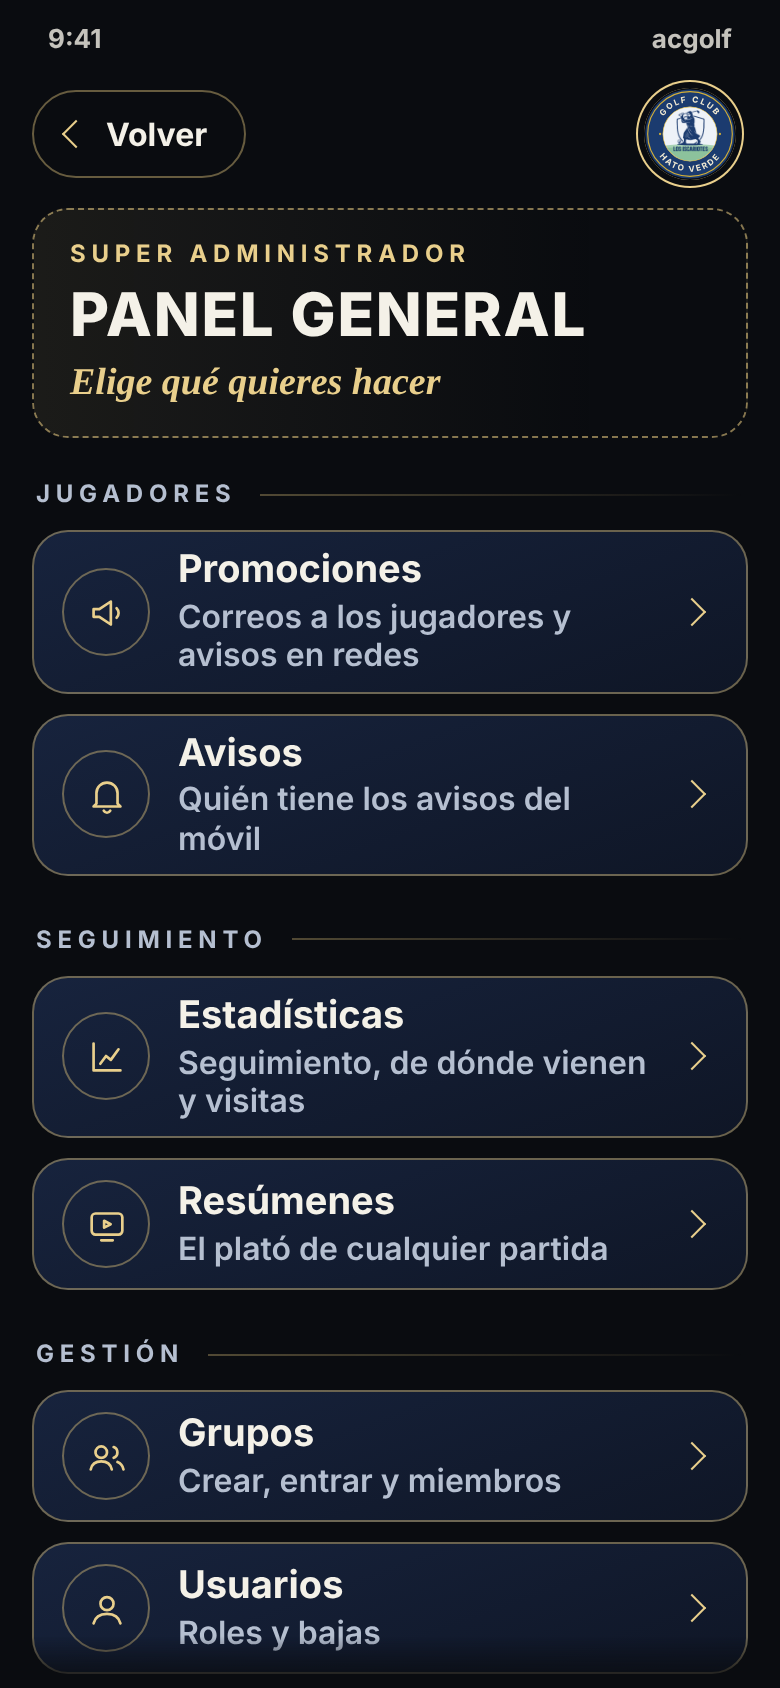 9:41
acgolf
Volver
GOLF CLUB
LOS ESCARIOTES
HATO VERDE
SUPER ADMINISTRADOR
PANEL GENERAL
Elige qué quieres hacer
JUGADORES
Promociones
Correos a los jugadores y
avisos en redes
Avisos
Quién tiene los avisos del
móvil
SEGUIMIENTO
Estadísticas
Seguimiento, de dónde vienen
y visitas
Resúmenes
El plató de cualquier partida
GESTIÓN
Grupos
Crear, entrar y miembros
Usuarios
Roles y bajas